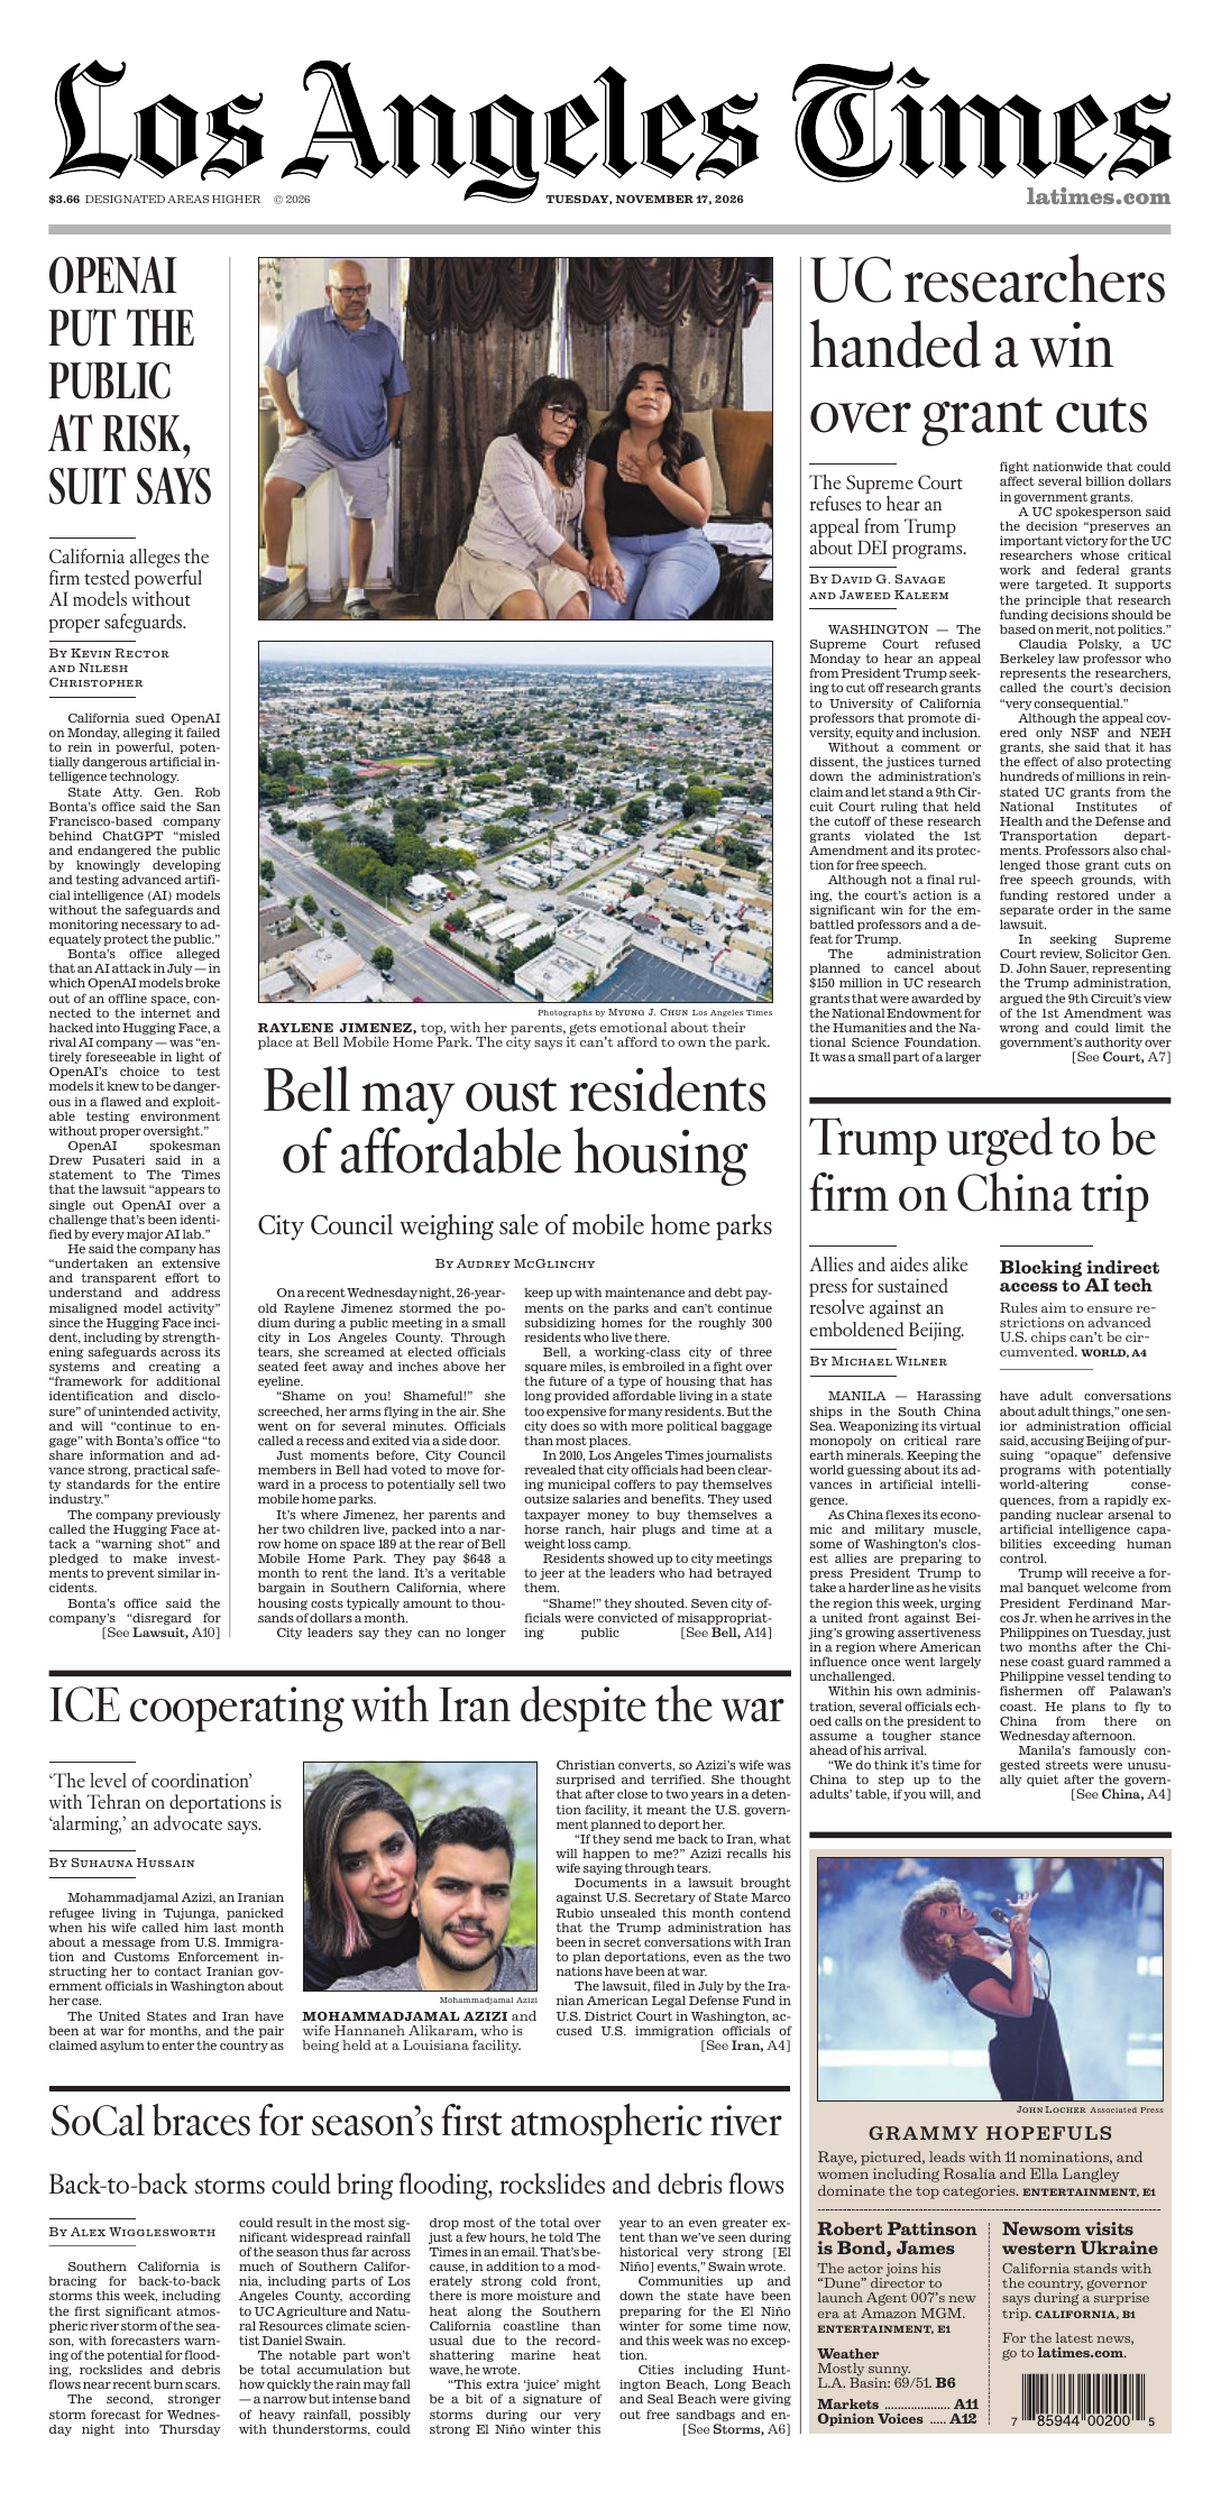 Los Angeles Times
$3.66 DESIGNATED AREAS HIGHER © 2026
TUESDAY, NOVEMBER 17, 2026
latimes.com
OPENAI
PUT THE
PUBLIC
AT RISK,
SUIT SAYS
California alleges the
firm tested powerful
AI models without
proper safeguards.
By Kevin Rector
and Nilesh
Christopher
California sued OpenAI
on Monday, alleging it failed
to rein in powerful, poten-
tially dangerous artificial in-
telligence technology.
State Atty. Gen. Rob
Bonta's office said the San
Francisco-based company
behind ChatGPT “misled
and endangered the public
by knowingly developing
and testing advanced artifi-
cial intelligence (AI) models
without the safeguards and
monitoring necessary to ad-
equately protect the public.”
Bonta's office alleged
that an AI attack in July — in
which OpenAI models broke
out of an offline space, con-
nected to the internet and
hacked into Hugging Face, a
rival AI company — was “en-
tirely foreseeable in light of
OpenAI's choice to test
models it knew to be danger-
ous in a flawed and exploit-
able testing environment
without proper oversight.”
OpenAI spokesman
Drew Pusateri said in a
statement to The Times
that the lawsuit “appears to
single out OpenAI over a
challenge that's been identi-
fied by every major AI lab.”
He said the company has
“undertaken an extensive
and transparent effort to
understand and address
misaligned model activity”
since the Hugging Face inci-
dent, including by strength-
ening safeguards across its
systems and creating a
“framework for additional
identification and disclo-
sure” of unintended activity,
and will “continue to en-
gage” with Bonta's office “to
share information and ad-
vance strong, practical safe-
ty standards for the entire
industry.”
The company previously
called the Hugging Face at-
tack a “warning shot” and
pledged to make invest-
ments to prevent similar in-
cidents.
Bonta's office said the
company's “disregard for
[See Lawsuit, A10]
Photographs by Myung J. Chun Los Angeles Times
RAYLENE JIMENEZ, top, with her parents, gets emotional about their
place at Bell Mobile Home Park. The city says it can't afford to own the park.
Bell may oust residents
of affordable housing
City Council weighing sale of mobile home parks
By Audrey McGlinchy
On a recent Wednesday night, 26-year-
old Raylene Jimenez stormed the po-
dium during a public meeting in a small
city in Los Angeles County. Through
tears, she screamed at elected officials
seated feet away and inches above her
eyeline.
“Shame on you! Shameful!” she
screeched, her arms flying in the air. She
went on for several minutes. Officials
called a recess and exited via a side door.
Just moments before, City Council
members in Bell had voted to move for-
ward in a process to potentially sell two
mobile home parks.
It's where Jimenez, her parents and
her two children live, packed into a nar-
row home on space 189 at the rear of Bell
Mobile Home Park. They pay $648 a
month to rent the land. It's a veritable
bargain in Southern California, where
housing costs typically amount to thou-
sands of dollars a month.
City leaders say they can no longer
keep up with maintenance and debt pay-
ments on the parks and can't continue
subsidizing homes for the roughly 300
residents who live there.
Bell, a working-class city of three
square miles, is embroiled in a fight over
the future of a type of housing that has
long provided affordable living in a state
too expensive for many residents. But the
city does so with more political baggage
than most places.
In 2010, Los Angeles Times journalists
revealed that city officials had been clear-
ing municipal coffers to pay themselves
outsize salaries and benefits. They used
taxpayer money to buy themselves a
horse ranch, hair plugs and time at a
weight loss camp.
Residents showed up to city meetings
to jeer at the leaders who had betrayed
them.
“Shame!” they shouted. Seven city of-
ficials were convicted of misappropriat-
ing public [See Bell, A14]
UC researchers
handed a win
over grant cuts
The Supreme Court
refuses to hear an
appeal from Trump
about DEI programs.
By David G. Savage
and Jaweed Kaleem
WASHINGTON — The
Supreme Court refused
Monday to hear an appeal
from President Trump seek-
ing to cut off research grants
to University of California
professors that promote di-
versity, equity and inclusion.
Without a comment or
dissent, the justices turned
down the administration's
claim and let stand a 9th Cir-
cuit Court ruling that held
the cutoff of these research
grants violated the 1st
Amendment and its protec-
tion for free speech.
Although not a final rul-
ing, the court's action is a
significant win for the em-
battled professors and a de-
feat for Trump.
The administration
planned to cancel about
$150 million in UC research
grants that were awarded by
the National Endowment for
the Humanities and the Na-
tional Science Foundation.
It was a small part of a larger
fight nationwide that could
affect several billion dollars
in government grants.
A UC spokesperson said
the decision “preserves an
important victory for the UC
researchers whose critical
work and federal grants
were targeted. It supports
the principle that research
funding decisions should be
based on merit, not politics.”
Claudia Polsky, a UC
Berkeley law professor who
represents the researchers,
called the court's decision
“very consequential.”
Although the appeal cov-
ered only NSF and NEH
grants, she said that it has
the effect of also protecting
hundreds of millions in rein-
stated UC grants from the
National Institutes of
Health and the Defense and
Transportation depart-
ments. Professors also chal-
lenged those grant cuts on
free speech grounds, with
funding restored under a
separate order in the same
lawsuit.
In seeking Supreme
Court review, Solicitor Gen.
D. John Sauer, representing
the Trump administration,
argued the 9th Circuit's view
of the 1st Amendment was
wrong and could limit the
government's authority over
[See Court, A7]
Trump urged to be
firm on China trip
Allies and aides alike
press for sustained
resolve against an
emboldened Beijing.
By Michael Wilner
Blocking indirect
access to AI tech
Rules aim to ensure re-
strictions on advanced
U.S. chips can't be cir-
cumvented. WORLD, A4
MANILA — Harassing
ships in the South China
Sea. Weaponizing its virtual
monopoly on critical rare
earth minerals. Keeping the
world guessing about its ad-
vances in artificial intelli-
gence.
As China flexes its econo-
mic and military muscle,
some of Washington's clos-
est allies are preparing to
press President Trump to
take a harder line as he visits
the region this week, urging
a united front against Bei-
jing's growing assertiveness
in a region where American
influence once went largely
unchallenged.
Within his own adminis-
tration, several officials ech-
oed calls on the president to
assume a tougher stance
ahead of his arrival.
“We do think it's time for
China to step up to the
adults' table, if you will, and
have adult conversations
about adult things,” one sen-
ior administration official
said, accusing Beijing of pur-
suing “opaque” defensive
programs with potentially
world-altering conse-
quences, from a rapidly ex-
panding nuclear arsenal to
artificial intelligence capa-
bilities exceeding human
control.
Trump will receive a for-
mal banquet welcome from
President Ferdinand Mar-
cos Jr. when he arrives in the
Philippines on Tuesday, just
two months after the Chi-
nese coast guard rammed a
Philippine vessel tending to
fishermen off Palawan's
coast. He plans to fly to
China from there on
Wednesday afternoon.
Manila's famously con-
gested streets were unusu-
ally quiet after the govern-
[See China, A4]
ICE cooperating with Iran despite the war
‘The level of coordination’
with Tehran on deportations is
‘alarming,’ an advocate says.
By Suhauna Hussain
Mohammadjamal Azizi, an Iranian
refugee living in Tujunga, panicked
when his wife called him last month
about a message from U.S. Immigra-
tion and Customs Enforcement in-
structing her to contact Iranian gov-
ernment officials in Washington about
her case.
The United States and Iran have
been at war for months, and the pair
claimed asylum to enter the country as
Mohammadjamal Azizi
MOHAMMADJAMAL AZIZI and
wife Hannaneh Alikaram, who is
being held at a Louisiana facility.
Christian converts, so Azizi's wife was
surprised and terrified. She thought
that after close to two years in a deten-
tion facility, it meant the U.S. govern-
ment planned to deport her.
“If they send me back to Iran, what
will happen to me?” Azizi recalls his
wife saying through tears.
Documents in a lawsuit brought
against U.S. Secretary of State Marco
Rubio unsealed this month contend
that the Trump administration has
been in secret conversations with Iran
to plan deportations, even as the two
nations have been at war.
The lawsuit, filed in July by the Ira-
nian American Legal Defense Fund in
U.S. District Court in Washington, ac-
cused U.S. immigration officials of
[See Iran, A4]
SoCal braces for season's first atmospheric river
Back-to-back storms could bring flooding, rockslides and debris flows
By Alex Wigglesworth
Southern California is
bracing for back-to-back
storms this week, including
the first significant atmos-
pheric river storm of the sea-
son, with forecasters warn-
ing of the potential for flood-
ing, rockslides and debris
flows near recent burn scars.
The second, stronger
storm forecast for Wednes-
day night into Thursday
could result in the most sig-
nificant widespread rainfall
of the season thus far across
much of Southern Califor-
nia, including parts of Los
Angeles County, according
to UC Agriculture and Natu-
ral Resources climate scien-
tist Daniel Swain.
The notable part won't
be total accumulation but
how quickly the rain may fall
— a narrow but intense band
of heavy rainfall, possibly
with thunderstorms, could
drop most of the total over
just a few hours, he told The
Times in an email. That's be-
cause, in addition to a mod-
erately strong cold front,
there is more moisture and
heat along the Southern
California coastline than
usual due to the record-
shattering marine heat
wave, he wrote.
“This extra ‘juice’ might
be a bit of a signature of
storms during our very
strong El Niño winter this
year to an even greater ex-
tent than we've seen during
historical very strong [El
Niño] events,” Swain wrote.
Communities up and
down the state have been
preparing for the El Niño
winter for some time now,
and this week was no excep-
tion.
Cities including Hunt-
ington Beach, Long Beach
and Seal Beach were giving
out free sandbags and en-
[See Storms, A6]
John Locher Associated Press
GRAMMY HOPEFULS
Raye, pictured, leads with 11 nominations, and
women including Rosalía and Ella Langley
dominate the top categories. ENTERTAINMENT, E1
Robert Pattinson
is Bond, James
The actor joins his
“Dune” director to
launch Agent 007's new
era at Amazon MGM.
ENTERTAINMENT, E1
Weather
Mostly sunny.
L.A. Basin: 69/51. B6
Markets ..................... A11
Opinion Voices ..... A12
Newsom visits
western Ukraine
California stands with
the country, governor
says during a surprise
trip. CALIFORNIA, B1
For the latest news,
go to latimes.com.
7 85944 00200 5